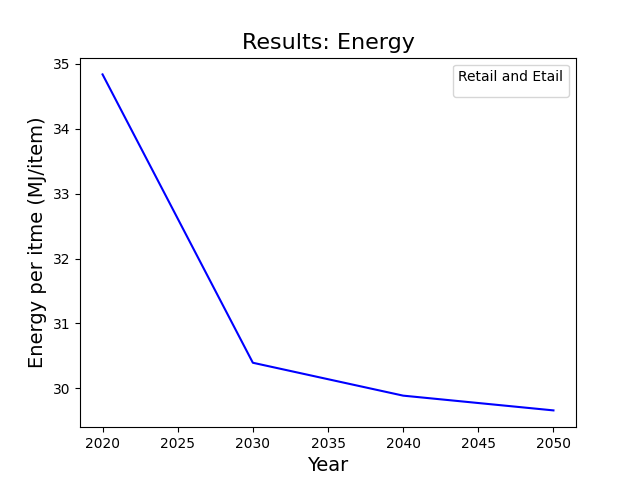 Results: Energy
Retail and Etail
Energy per itme (MJ/item)
35
34
33
32
31
30
2020 2025 2030 2035 2040 2045 2050
Year